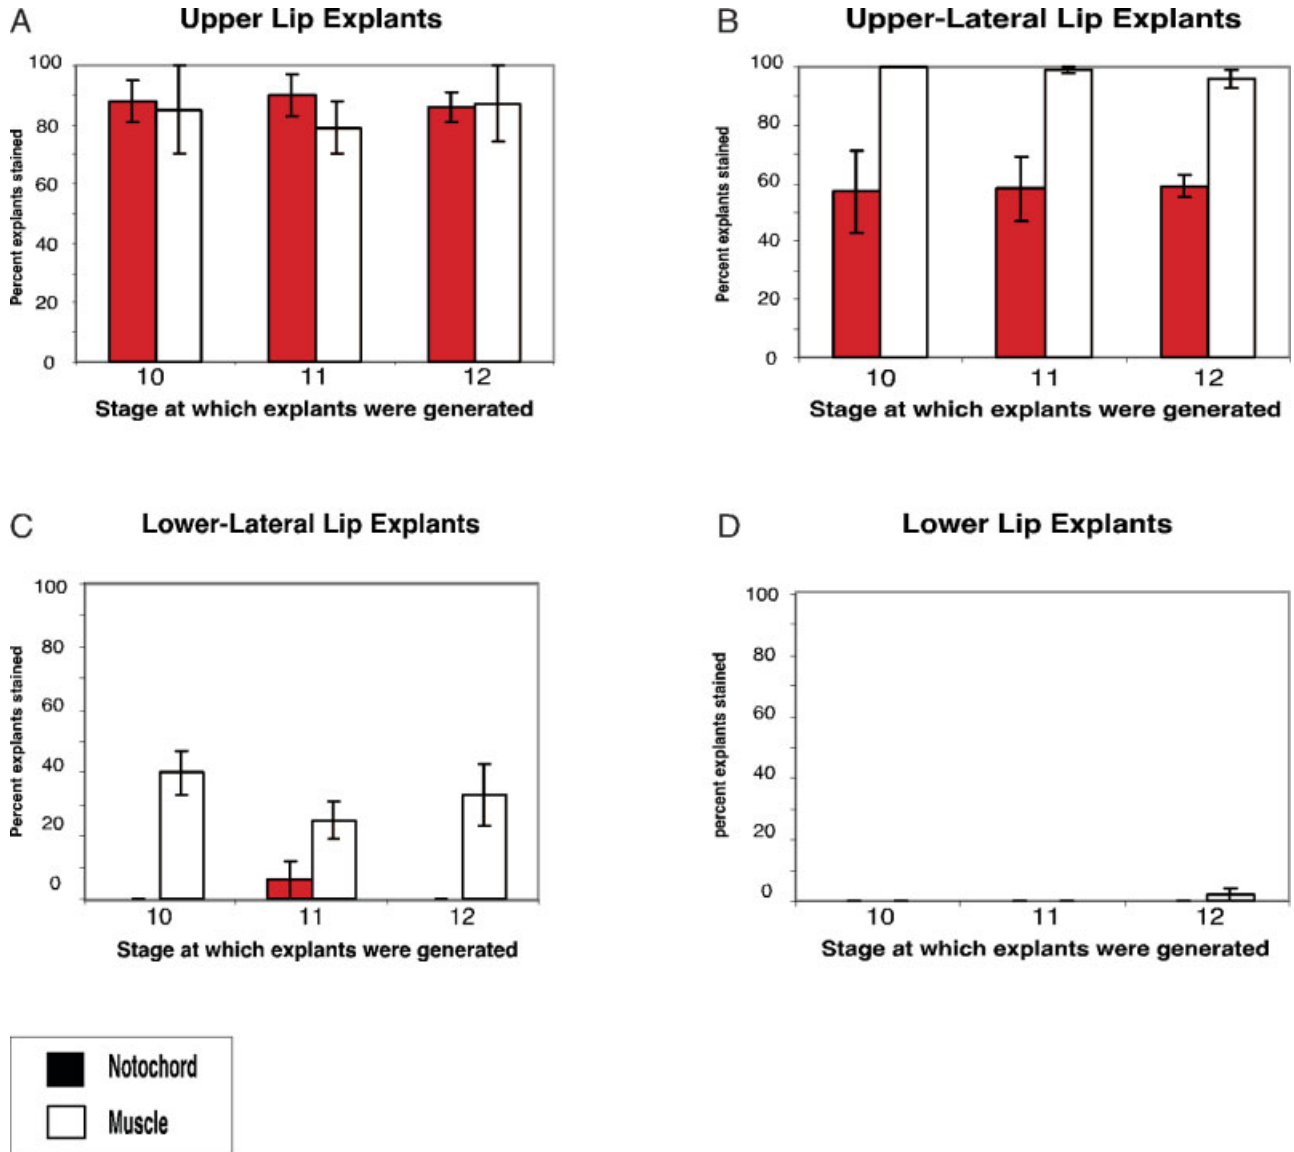 A
Upper Lip Explants
Percent explants stained
100
80
60
40
20
0
10 11 12
Stage at which explants were generated
B
Upper-Lateral Lip Explants
Percent explants stained
100
80
60
40
20
0
10 11 12
Stage at which explants were generated
C
Lower-Lateral Lip Explants
Percent explants stained
100
80
60
40
20
0
10 11 12
Stage at which explants were generated
D
Lower Lip Explants
percent explants stained
100
80
60
40
20
0
10 11 12
Stage at which explants were generated
Notochord
Muscle